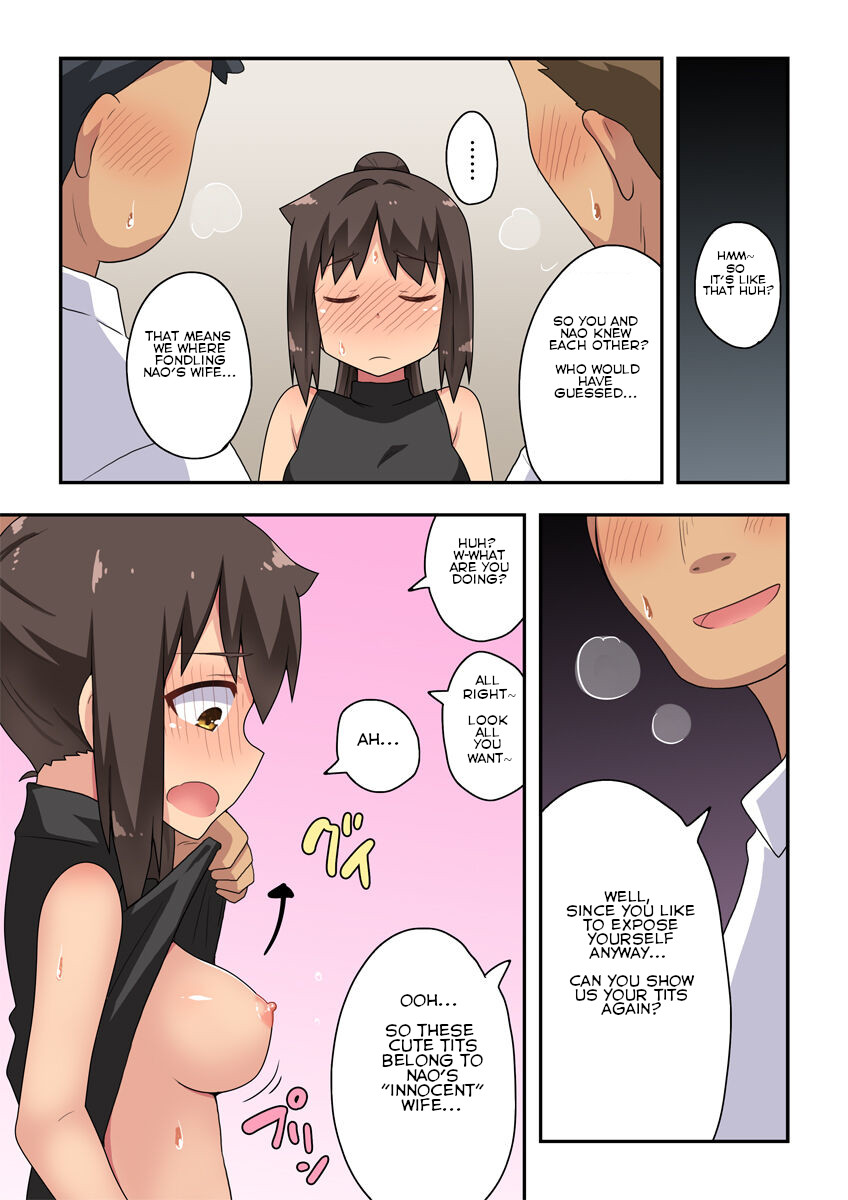 HMM~
SO
IT'S LIKE
THAT HUH?
SO YOU AND
NAO KNEW
EACH OTHER?
WHO WOULD
HAVE
GUESSED...
......
THAT MEANS
WE WHERE
FONDLING
NAO'S WIFE...
WELL,
SINCE YOU LIKE
TO EXPOSE
YOURSELF
ANYWAY...
CAN YOU SHOW
US YOUR TITS
AGAIN?
HUH?
W-WHAT
ARE YOU
DOING?
ALL
RIGHT~
LOOK
ALL
YOU
WANT~
AH...
グイ
OOH...
SO THESE
CUTE TITS
BELONG TO
NAO'S
"INNOCENT"
WIFE...
プリン